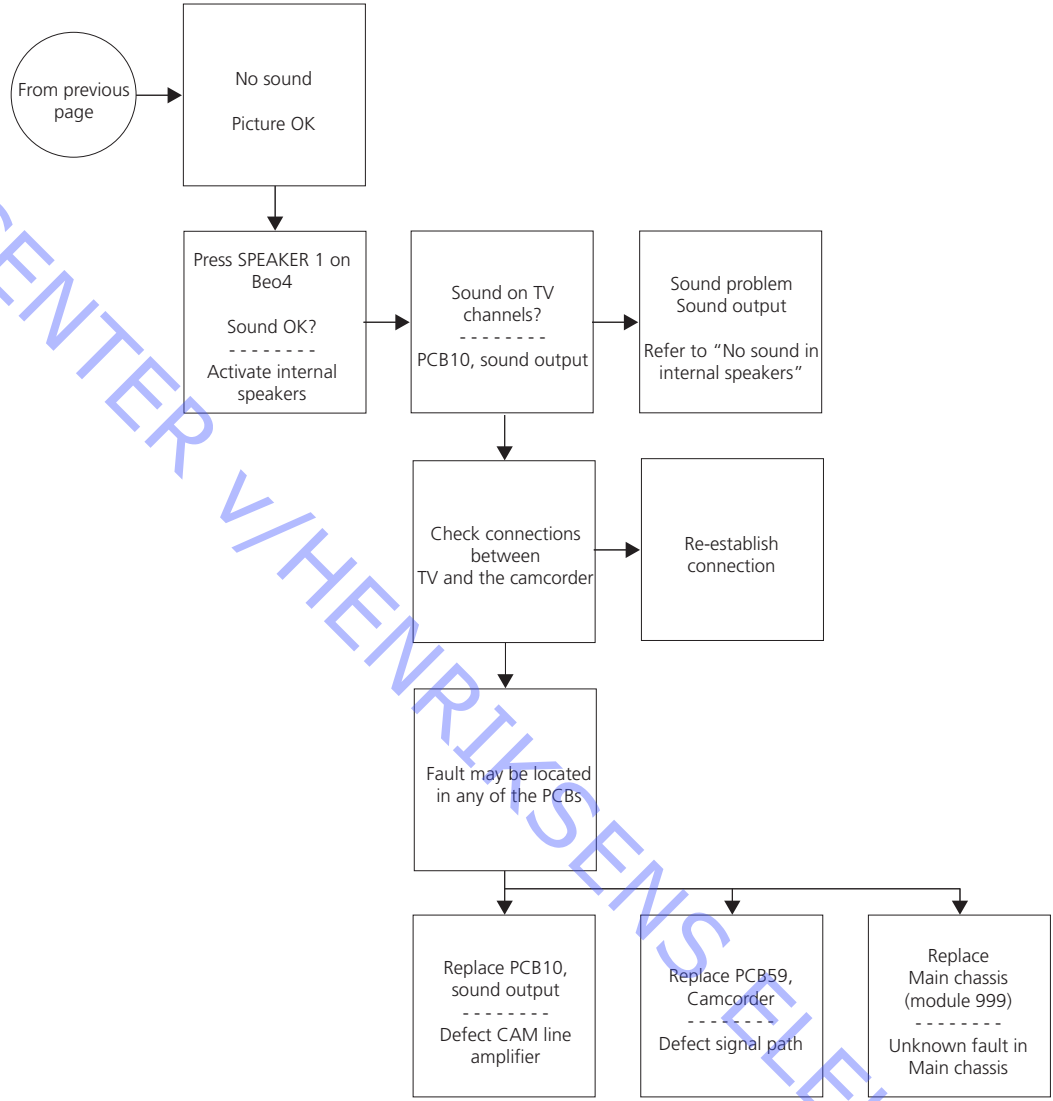 From previous
page
No sound
Picture OK
Press SPEAKER 1 on
Beo4
Sound OK?
- - - - - - - -
Activate internal
speakers
Sound on TV
channels?
- - - - - - - -
PCB10, sound output
Sound problem
Sound output
Refer to “No sound in
internal speakers”
Check connections
between
TV and the camcorder
Re-establish
connection
Fault may be located
in any of the PCBs
Replace PCB10,
sound output
- - - - - - - -
Defect CAM line
amplifier
Replace PCB59,
Camcorder
- - - - - - - -
Defect signal path
Replace
Main chassis
(module 999)
- - - - - - - -
Unknown fault in
Main chassis
v/HENRIKSENS